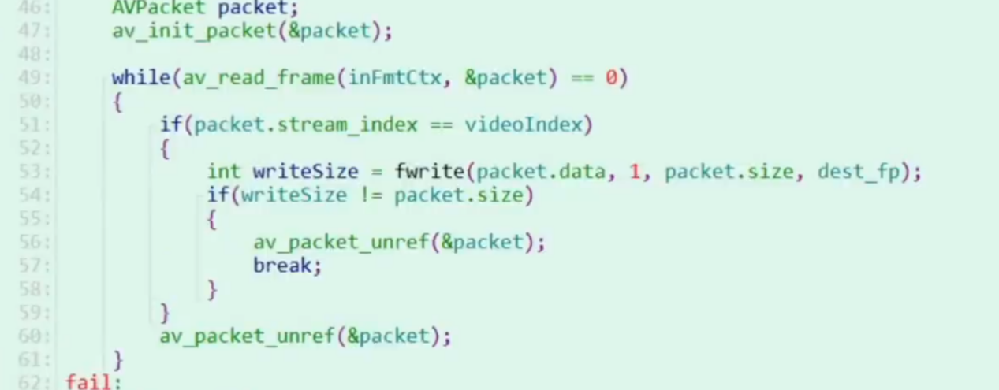 46: AVPacket packet;
47: av_init_packet(&packet);
48:
49: while(av_read_frame(inFmtCtx, &packet) == 0)
50: {
51: if(packet.stream_index == videoIndex)
52: {
53: int writeSize = fwrite(packet.data, 1, packet.size, dest_fp);
54: if(writeSize != packet.size)
55: {
56: av_packet_unref(&packet);
57: break;
58: }
59: }
60: av_packet_unref(&packet);
61: }
62: fail: